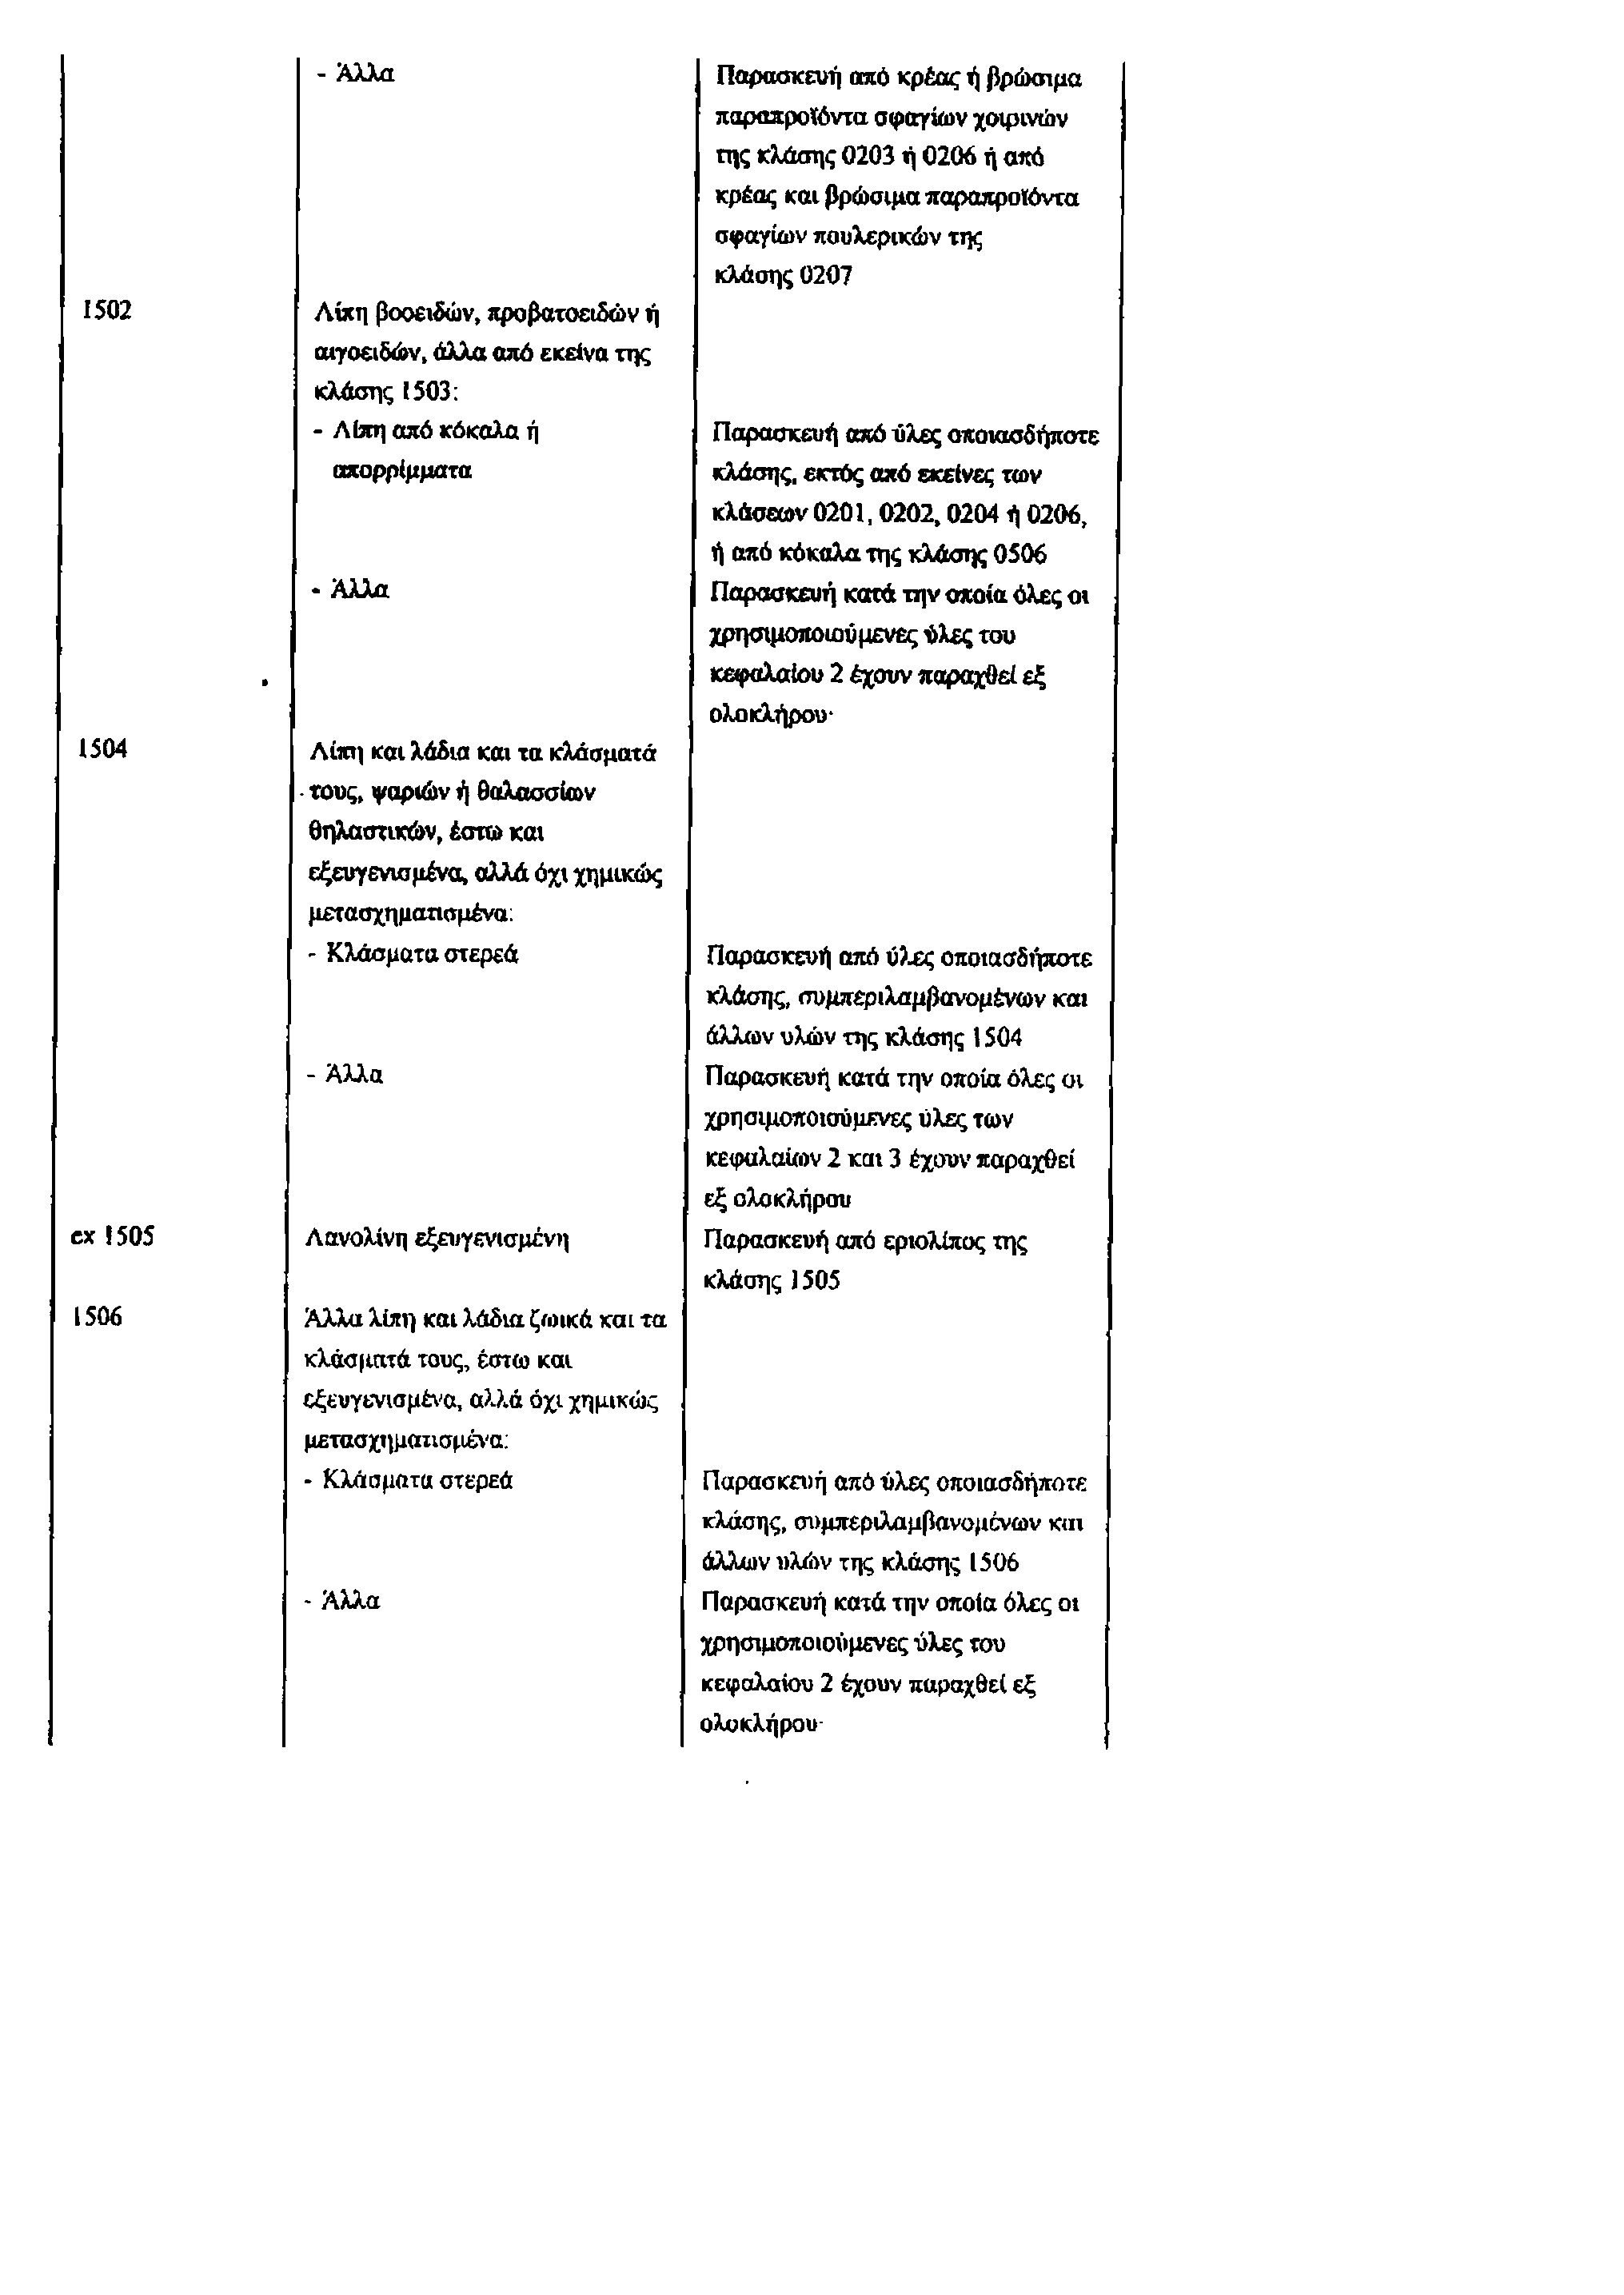 - Άλλα
Παρασκευή από κρέας ή βρώσιμα
παραπροϊόντα σφαγίων χοιρινών
της κλάσης 0203 ή 0206 ή από
κρέας και βρώσιμα παραπροϊόντα
σφαγίων πουλερικών της
κλάσης 0207
1502
Λίπη βοοειδών, προβατοειδών ή
αιγοειδών, άλλα από εκείνα της
κλάσης 1503:
- Λίπη από κόκαλα ή
απορρίμματα
Παρασκευή από ύλες οποιασδήποτε
κλάσης, εκτός από εκείνες των
κλάσεων 0201, 0202, 0204 ή 0206,
ή από κόκαλα της κλάσης 0506
- Άλλα
Παρασκευή κατά την οποία όλες οι
χρησιμοποιούμενες ύλες του
κεφαλαίου 2 έχουν παραχθεί εξ
ολοκλήρου·
1504
Λίπη και λάδια και τα κλάσματά
τους, ψαριών ή θαλασσίων
θηλαστικών, έστω και
εξευγενισμένα, αλλά όχι χημικώς
μετασχηματισμένα:
- Κλάσματα στερεά
Παρασκευή από ύλες οποιασδήποτε
κλάσης, συμπεριλαμβανομένων και
άλλων υλών της κλάσης 1504
- Άλλα
Παρασκευή κατά την οποία όλες οι
χρησιμοποιούμενες ύλες των
κεφαλαίων 2 και 3 έχουν παραχθεί
εξ ολοκλήρου
ex 1505
Λανολίνη εξευγενισμένη
Παρασκευή από εριολίπος της
κλάσης 1505
1506
Άλλα λίπη και λάδια ζωικά και τα
κλάσματά τους, έστω και
εξευγενισμένα, αλλά όχι χημικώς
μετασχηματισμένα:
- Κλάσματα στερεά
Παρασκευή από ύλες οποιασδήποτε
κλάσης, συμπεριλαμβανομένων και
άλλων υλών της κλάσης 1506
- Άλλα
Παρασκευή κατά την οποία όλες οι
χρησιμοποιούμενες ύλες του
κεφαλαίου 2 έχουν παραχθεί εξ
ολοκλήρου·